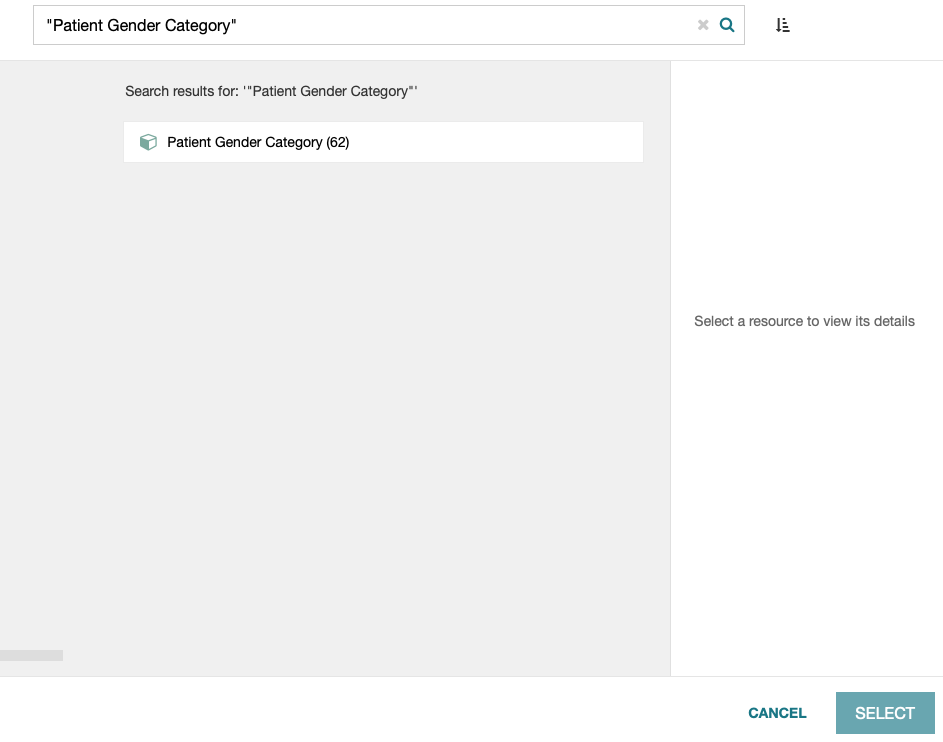 "Patient Gender Category"
Search results for: '"Patient Gender Category"'
Patient Gender Category (62)
Select a resource to view its details
CANCEL
SELECT